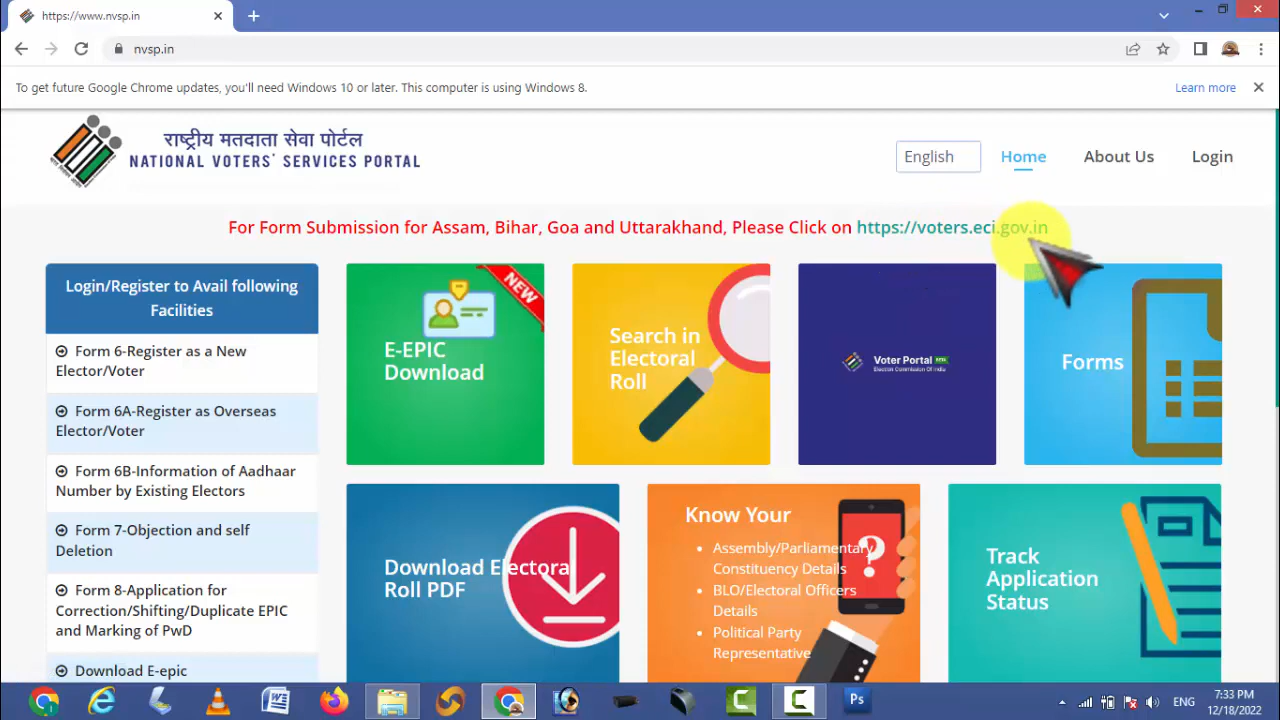 https://www.nvsp.in
nvsp.in
To get future Google Chrome updates, you'll need Windows 10 or later. This computer is using Windows 8.
Learn more
राष्ट्रीय मतदाता सेवा पोर्टल
NATIONAL VOTERS' SERVICES PORTAL
English
Home
About Us
Login
For Form Submission for Assam, Bihar, Goa and Uttarakhand, Please Click on https://voters.eci.gov.in
Login/Register to Avail following
Facilities
Form 6-Register as a New
Elector/Voter
Form 6A-Register as Overseas
Elector/Voter
Form 6B-Information of Aadhaar
Number by Existing Electors
Form 7-Objection and self
Deletion
Form 8-Application for
Correction/Shifting/Duplicate EPIC
and Marking of PwD
Download E-epic
NEW
E-EPIC
Download
Search in
Electoral
Roll
Voter Portal BETA
Election Commission Of India
Forms
Download Electoral
Roll PDF
Know Your
Assembly/Parliamentary
Constituency Details
BLO/Electoral Officers
Details
Political Party
Representative
?
Track
Application
Status
W
C
C
Ps
ENG
7:33 PM
12/18/2022